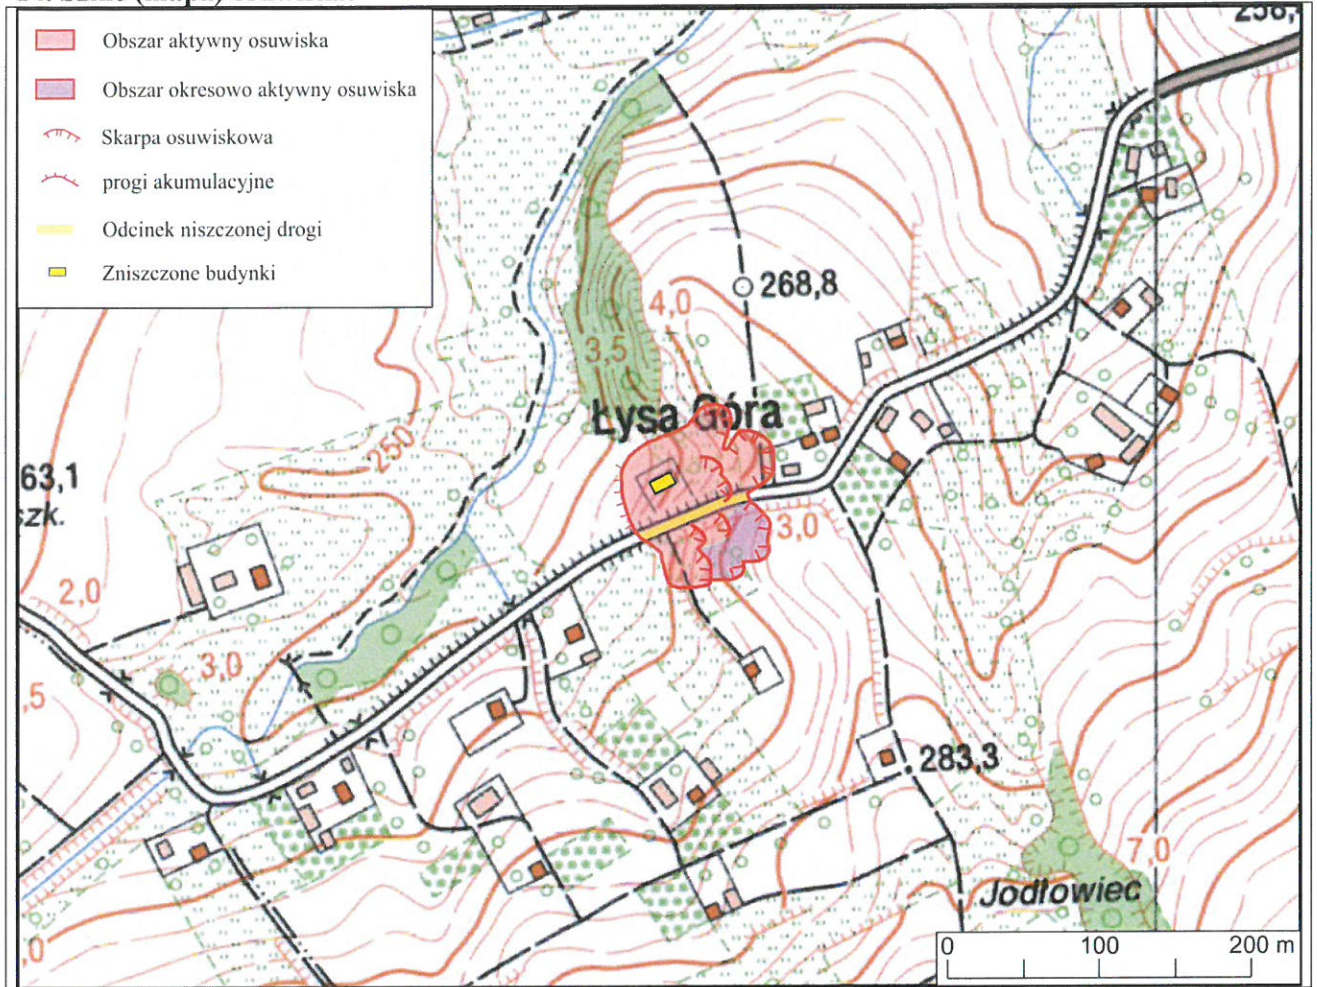 Obszar aktywny osuwiska
Obszar okresowo aktywny osuwiska
Skarpa osuwiskowa
progi akumulacyjne
Odcinek niszczonej drogi
Zniszczone budynki
268,8
4,0
3,5
Łysa Góra
250
63,1
szk.
3,0
2,0
3,0
,5
283,3
7,0
Jodłowiec
,0
0 100 200 m